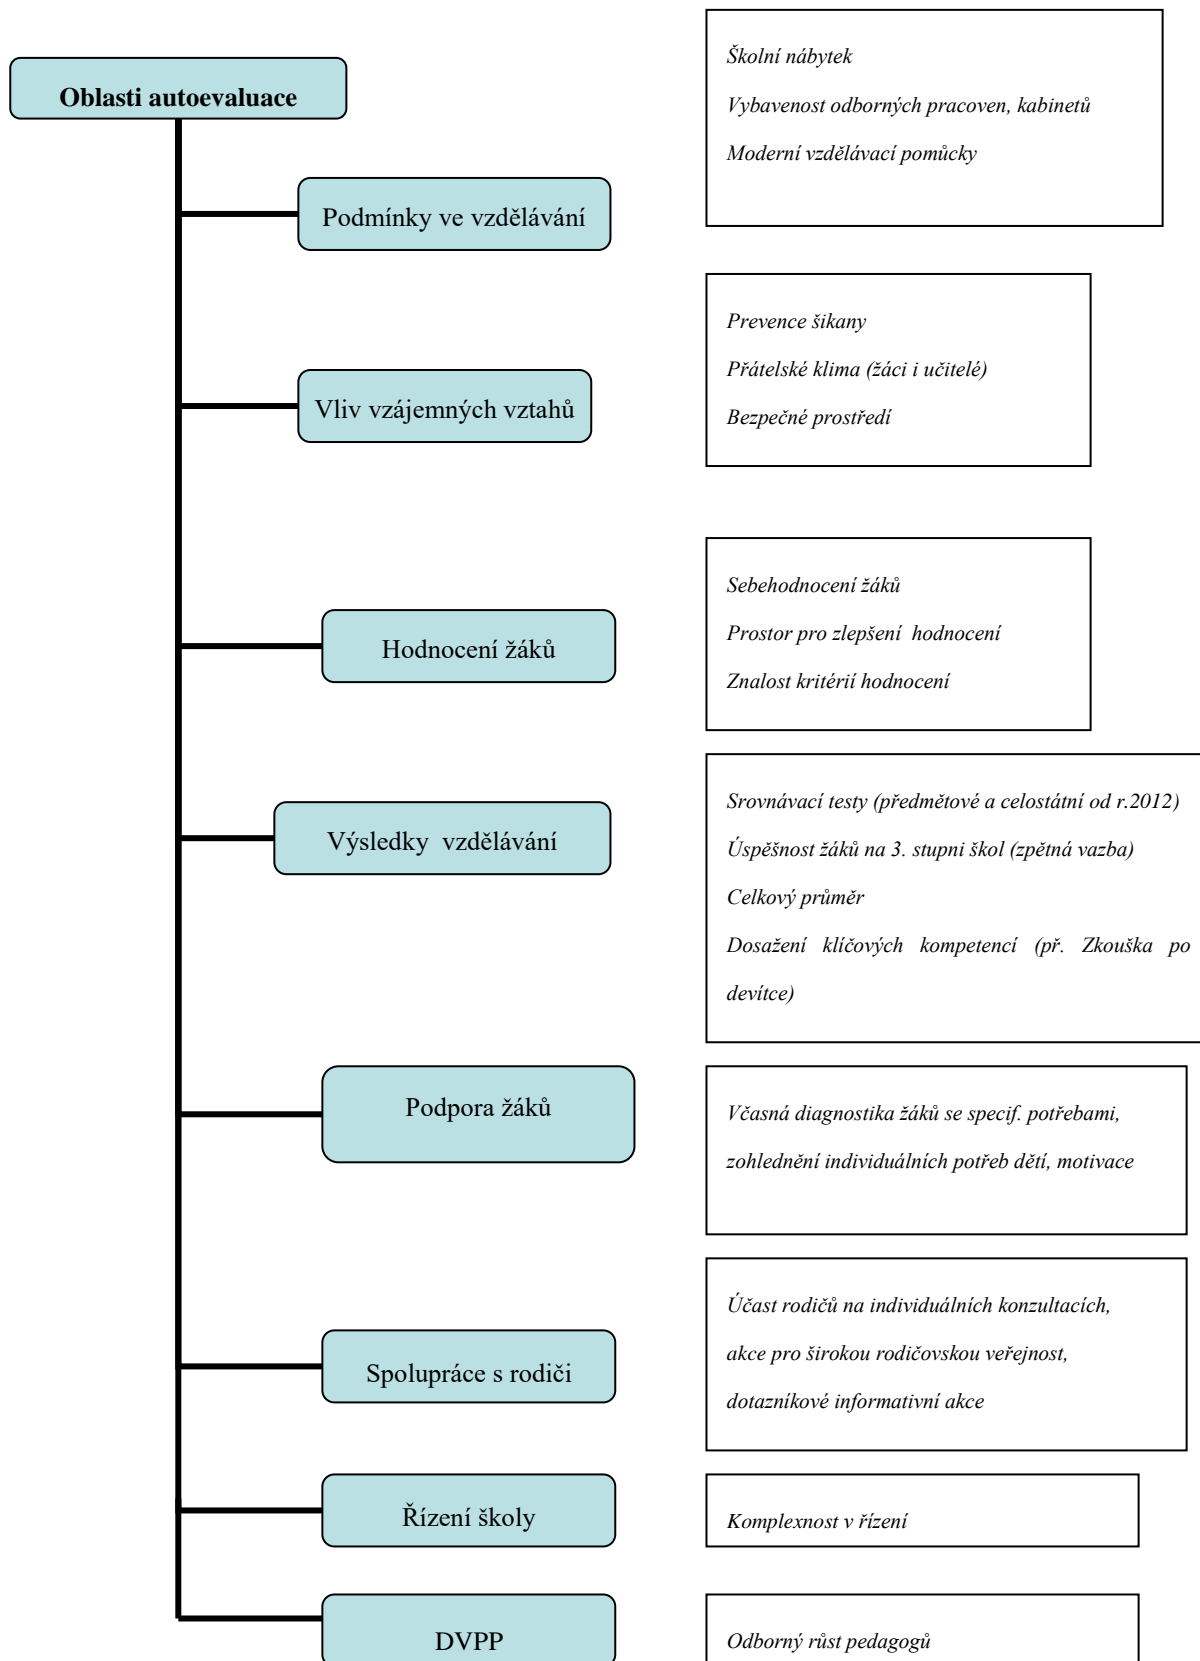 Oblasti autoevaluace
Podmínky ve vzdělávání
Školní nábytek
Vybavenost odborných pracoven, kabinetů
Moderní vzdělávací pomůcky
Vliv vzájemných vztahů
Prevence šikany
Přátelské klima (žáci i učitelé)
Bezpečné prostředí
Hodnocení žáků
Sebehodnocení žáků
Prostor pro zlepšení  hodnocení
Znalost kritérií hodnocení
Výsledky  vzdělávání
Srovnávací testy (předmětové a celostátní od r.2012)
Úspěšnost žáků na 3. stupni škol (zpětná vazba)
Celkový průměr
Dosažení klíčových kompetencí (př. Zkouška po
devítce)
Podpora žáků
Včasná diagnostika žáků se specif. potřebami,
zohlednění individuálních potřeb dětí, motivace
Spolupráce s rodiči
Účast rodičů na individuálních konzultacích,
akce pro širokou rodičovskou veřejnost,
dotazníkové informativní akce
Řízení školy
Komplexnost v řízení
DVPP
Odborný růst pedagogů